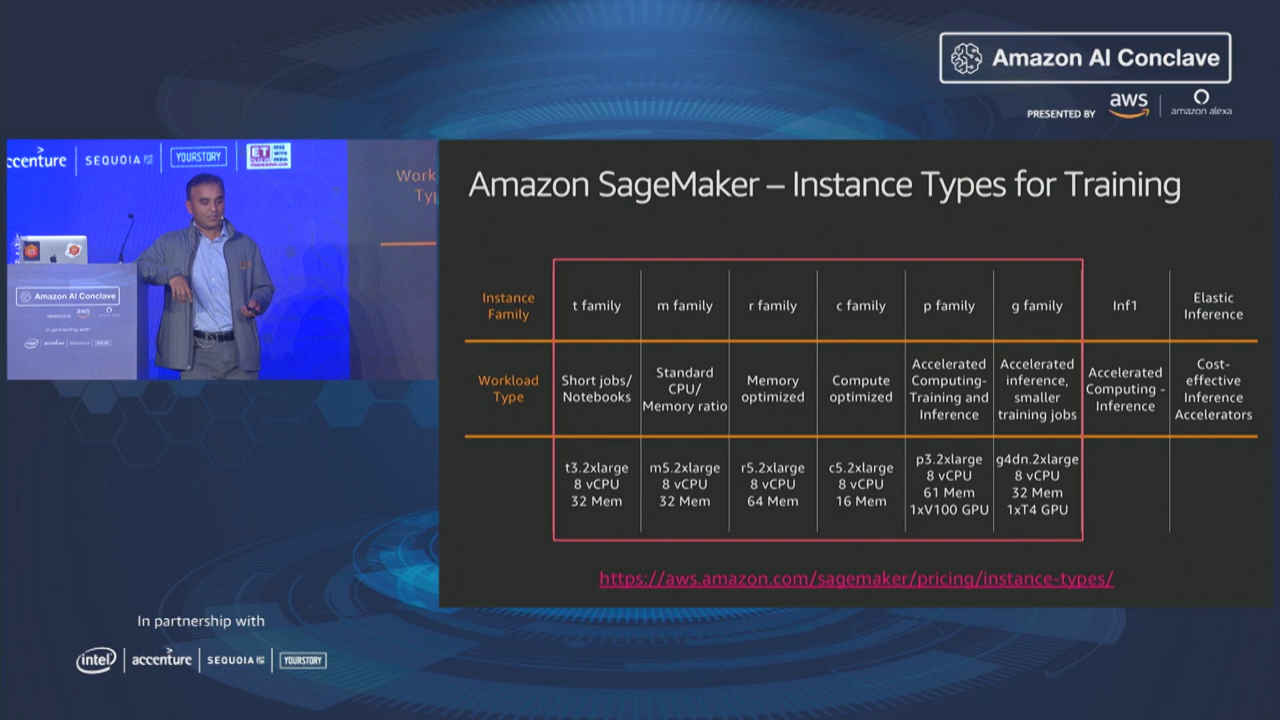 Amazon AI Conclave
PRESENTED BY aws amazon alexa
ccenture SEQUOIA YOURSTORY ET
Work
Ty
Amazon AI Conclave
PRESENTED BY aws
In partnership with
intel accenture SEQUOIA
Amazon SageMaker – Instance Types for Training
Instance Family
t family
m family
r family
c family
p family
g family
Inf1
Elastic Inference
Workload Type
Short jobs/ Notebooks
Standard CPU/ Memory ratio
Memory optimized
Compute optimized
Accelerated Computing- Training and Inference
Accelerated inference, smaller training jobs
Accelerated Computing - Inference
Cost-effective Inference Accelerators
t3.2xlarge 8 vCPU 32 Mem
m5.2xlarge 8 vCPU 32 Mem
r5.2xlarge 8 vCPU 64 Mem
c5.2xlarge 8 vCPU 16 Mem
p3.2xlarge 8 vCPU 61 Mem 1xV100 GPU
g4dn.2xlarge 8 vCPU 32 Mem 1xT4 GPU
https://aws.amazon.com/sagemaker/pricing/instance-types/
In partnership with
intel accenture SEQUOIA YOURSTORY